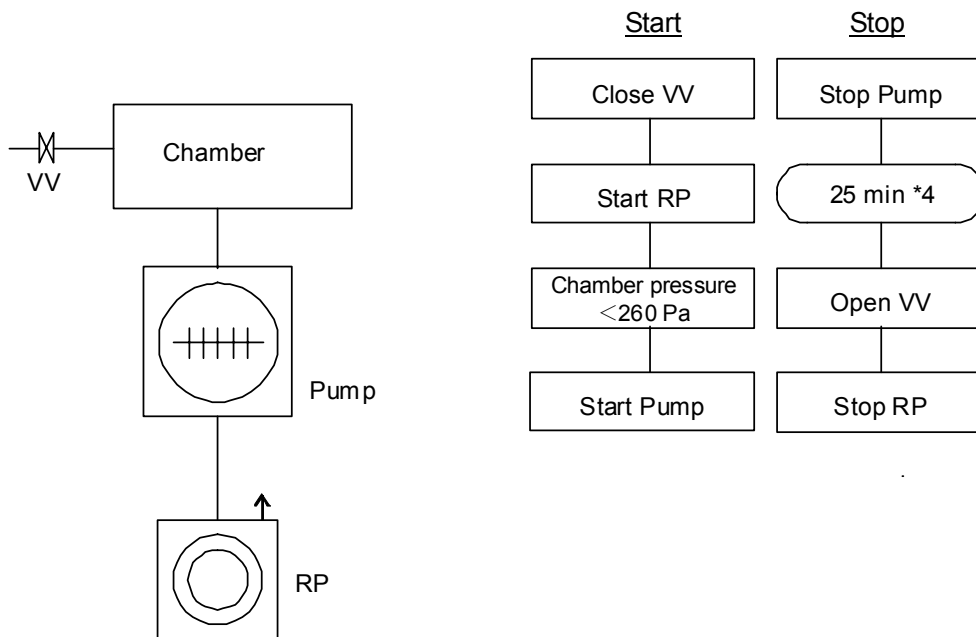 Start
Stop
Close VV
Stop Pump
Chamber
VV
Start RP
25 min *4
Chamber pressure
<260 Pa
Open VV
Pump
Start Pump
Stop RP
RP